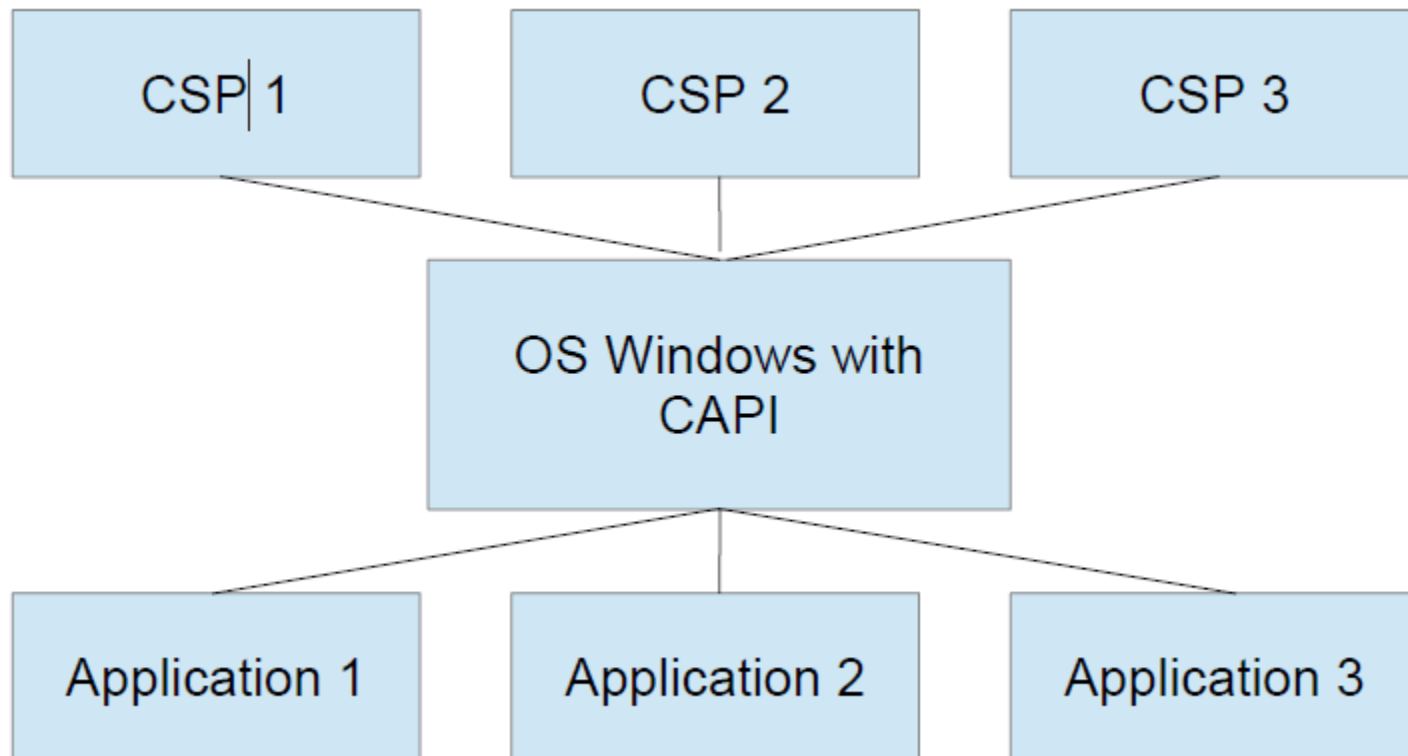 CSP 1
CSP 2
CSP 3
OS Windows with
CAPI
Application 1
Application 2
Application 3